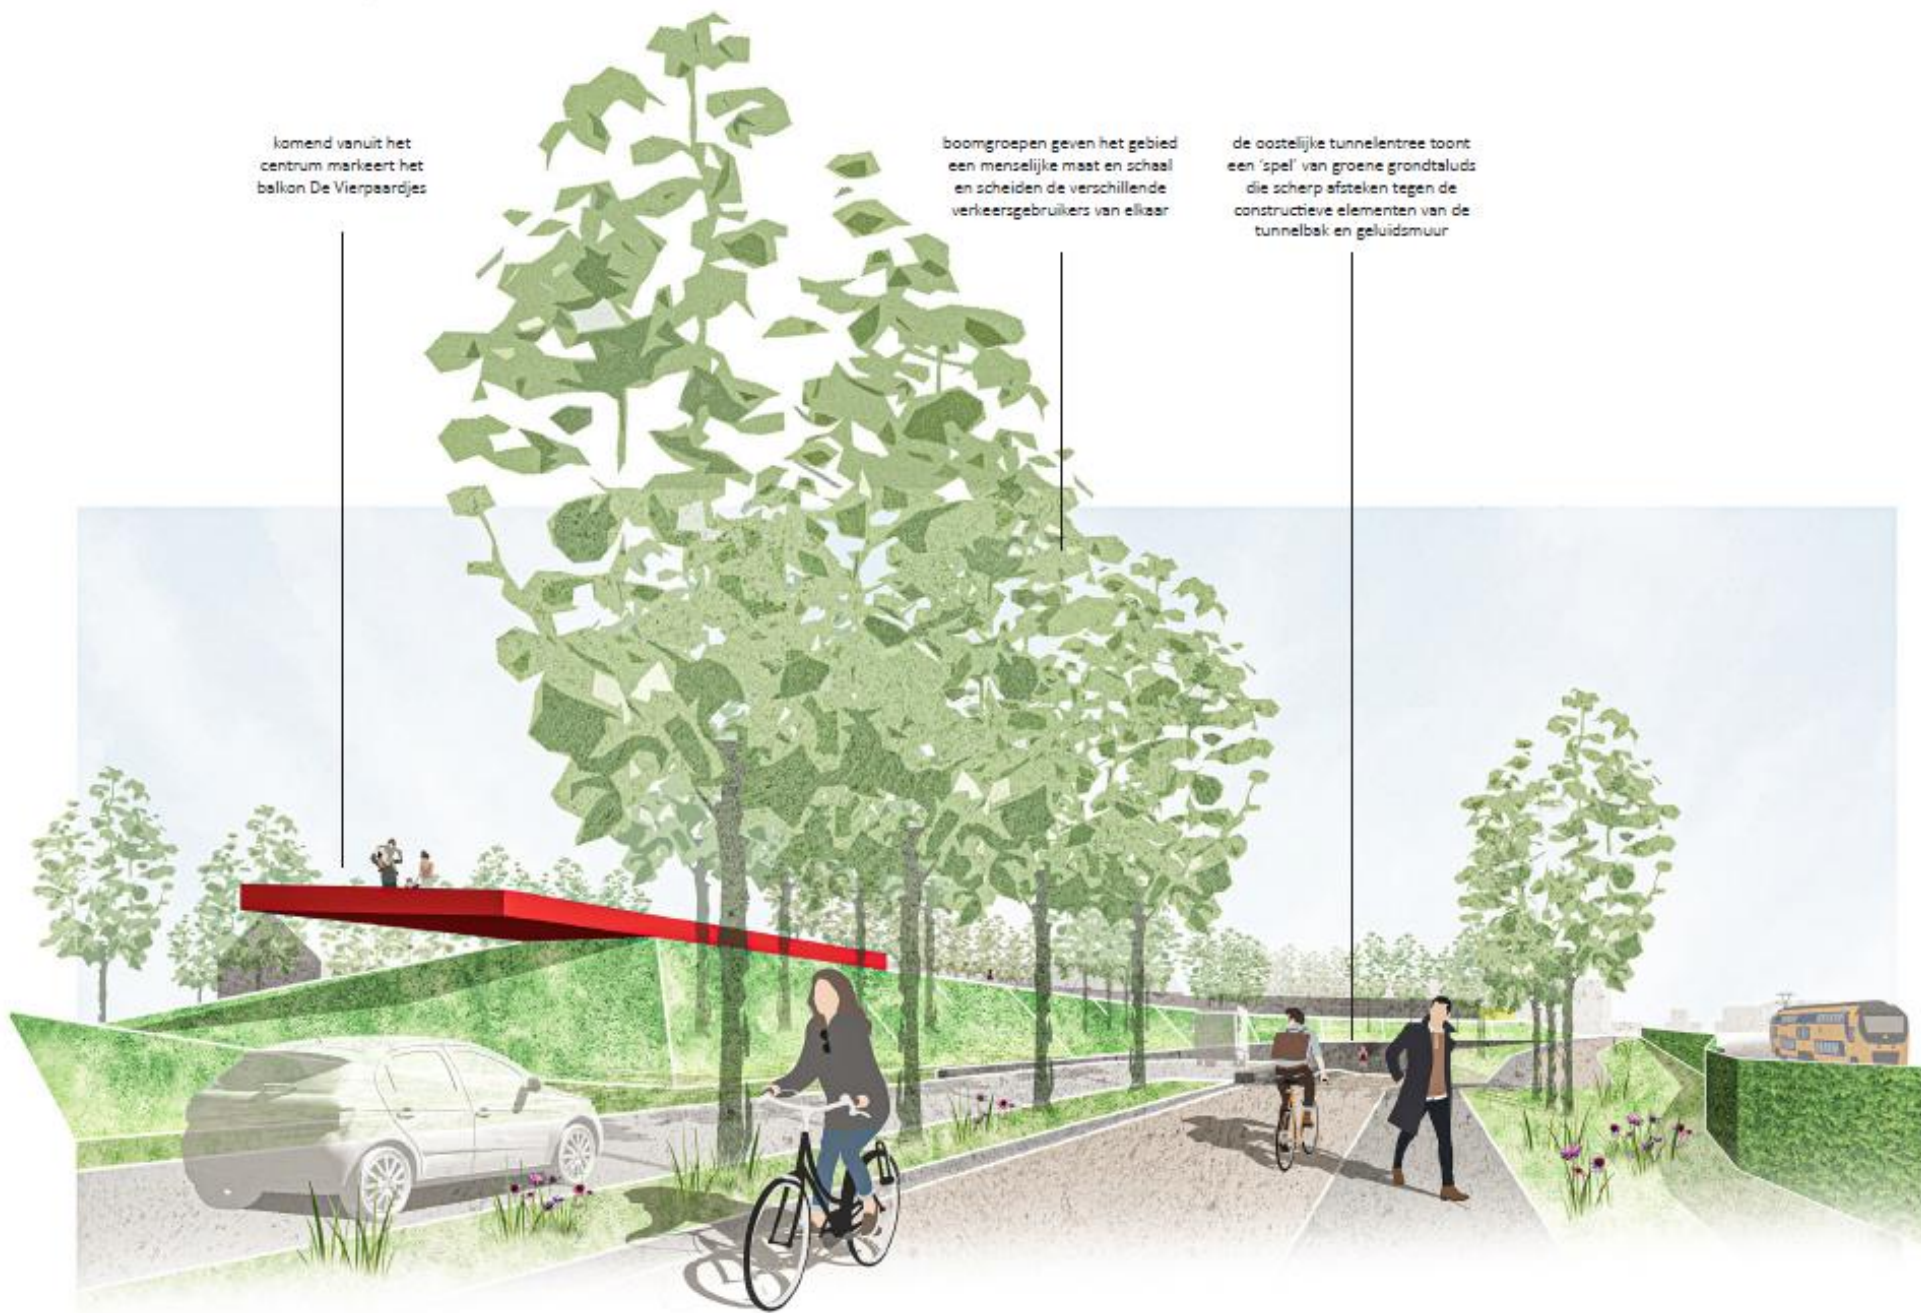 komend vanuit het
centrum markeert het
balkon De Vierpaardjes
boomgroepen geven het gebied
een menselijke maat en schaal
en scheiden de verschillende
verkeersgebruikers van elkaar
de oostelijke tunnelentree toont
een 'spel' van groene grondtaluds
die scherp afsteken tegen de
constructieve elementen van de
tunnelbak en geluidsmuur